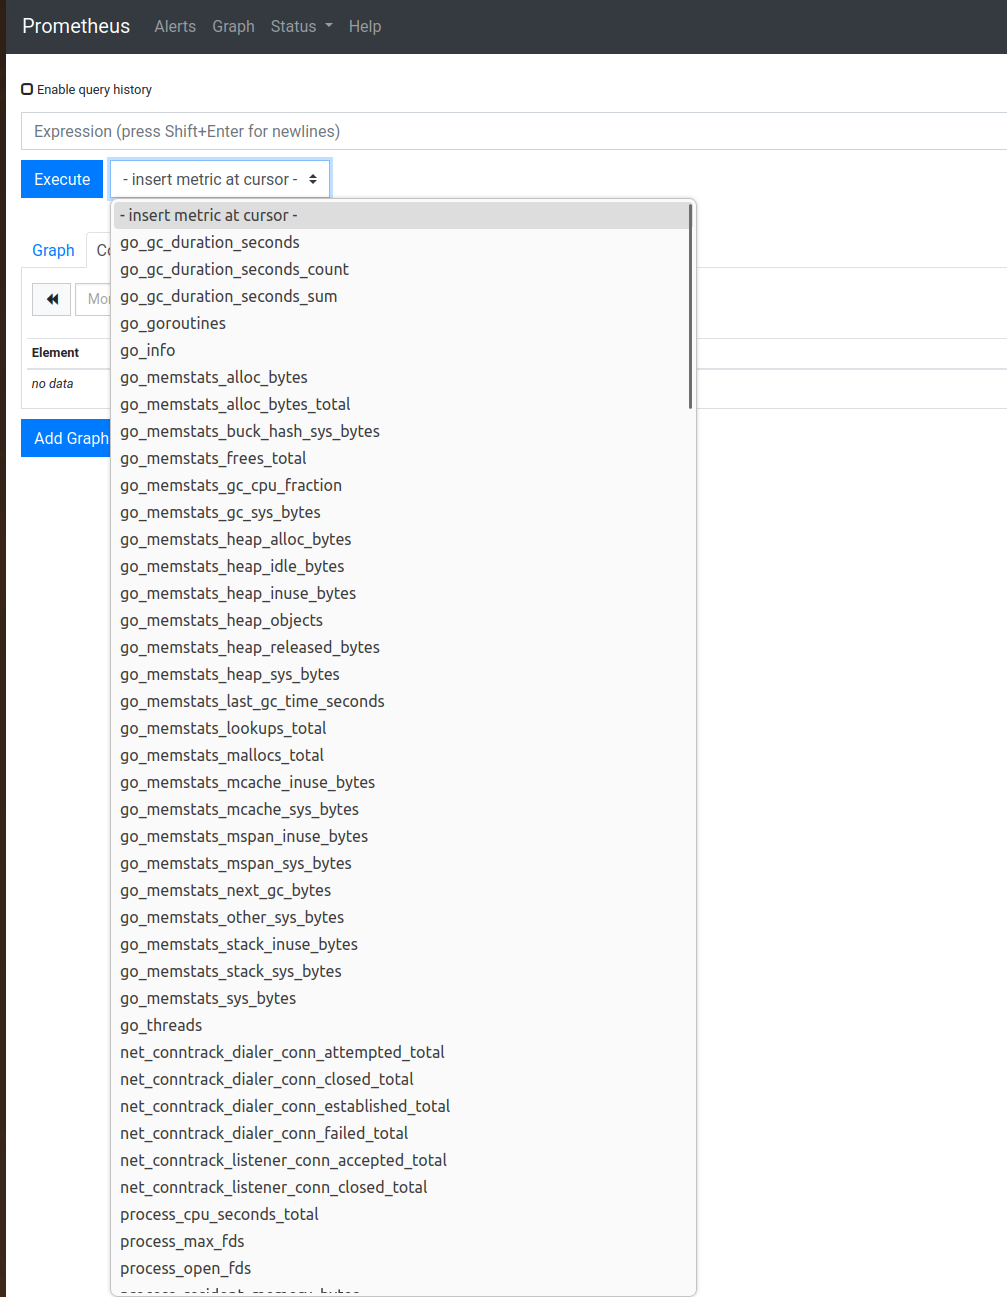 Prometheus Alerts Graph Status Help
Enable query history
Expression (press Shift+Enter for newlines)
Execute - insert metric at cursor -
- insert metric at cursor -
go_gc_duration_seconds
go_gc_duration_seconds_count
go_gc_duration_seconds_sum
go_goroutines
go_info
go_memstats_alloc_bytes
go_memstats_alloc_bytes_total
go_memstats_buck_hash_sys_bytes
go_memstats_frees_total
go_memstats_gc_cpu_fraction
go_memstats_gc_sys_bytes
go_memstats_heap_alloc_bytes
go_memstats_heap_idle_bytes
go_memstats_heap_inuse_bytes
go_memstats_heap_objects
go_memstats_heap_released_bytes
go_memstats_heap_sys_bytes
go_memstats_last_gc_time_seconds
go_memstats_lookups_total
go_memstats_mallocs_total
go_memstats_mcache_inuse_bytes
go_memstats_mcache_sys_bytes
go_memstats_mspan_inuse_bytes
go_memstats_mspan_sys_bytes
go_memstats_next_gc_bytes
go_memstats_other_sys_bytes
go_memstats_stack_inuse_bytes
go_memstats_stack_sys_bytes
go_memstats_sys_bytes
go_threads
net_conntrack_dialer_conn_attempted_total
net_conntrack_dialer_conn_closed_total
net_conntrack_dialer_conn_established_total
net_conntrack_dialer_conn_failed_total
net_conntrack_listener_conn_accepted_total
net_conntrack_listener_conn_closed_total
process_cpu_seconds_total
process_max_fds
process_open_fds
Graph
Element
no data
Add Graph